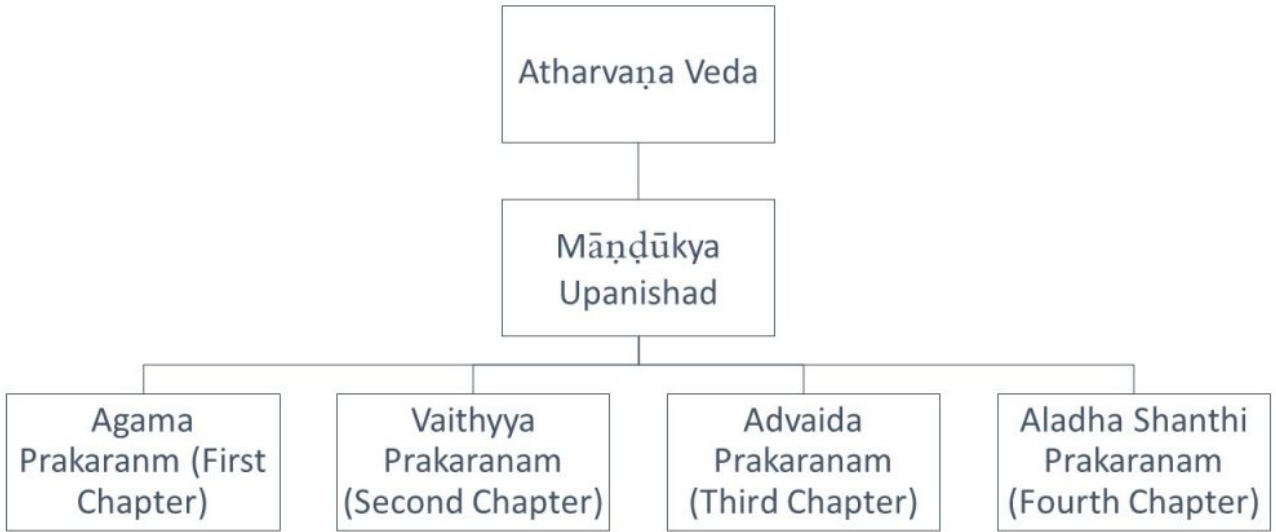 Atharvaṇa Veda
Māṇḍūkya
Upanishad
Agama
Prakaranm (First
Chapter)
Vaithyya
Prakaranam
(Second Chapter)
Advaida
Prakaranam
(Third Chapter)
Aladha Shanthi
Prakaranam
(Fourth Chapter)